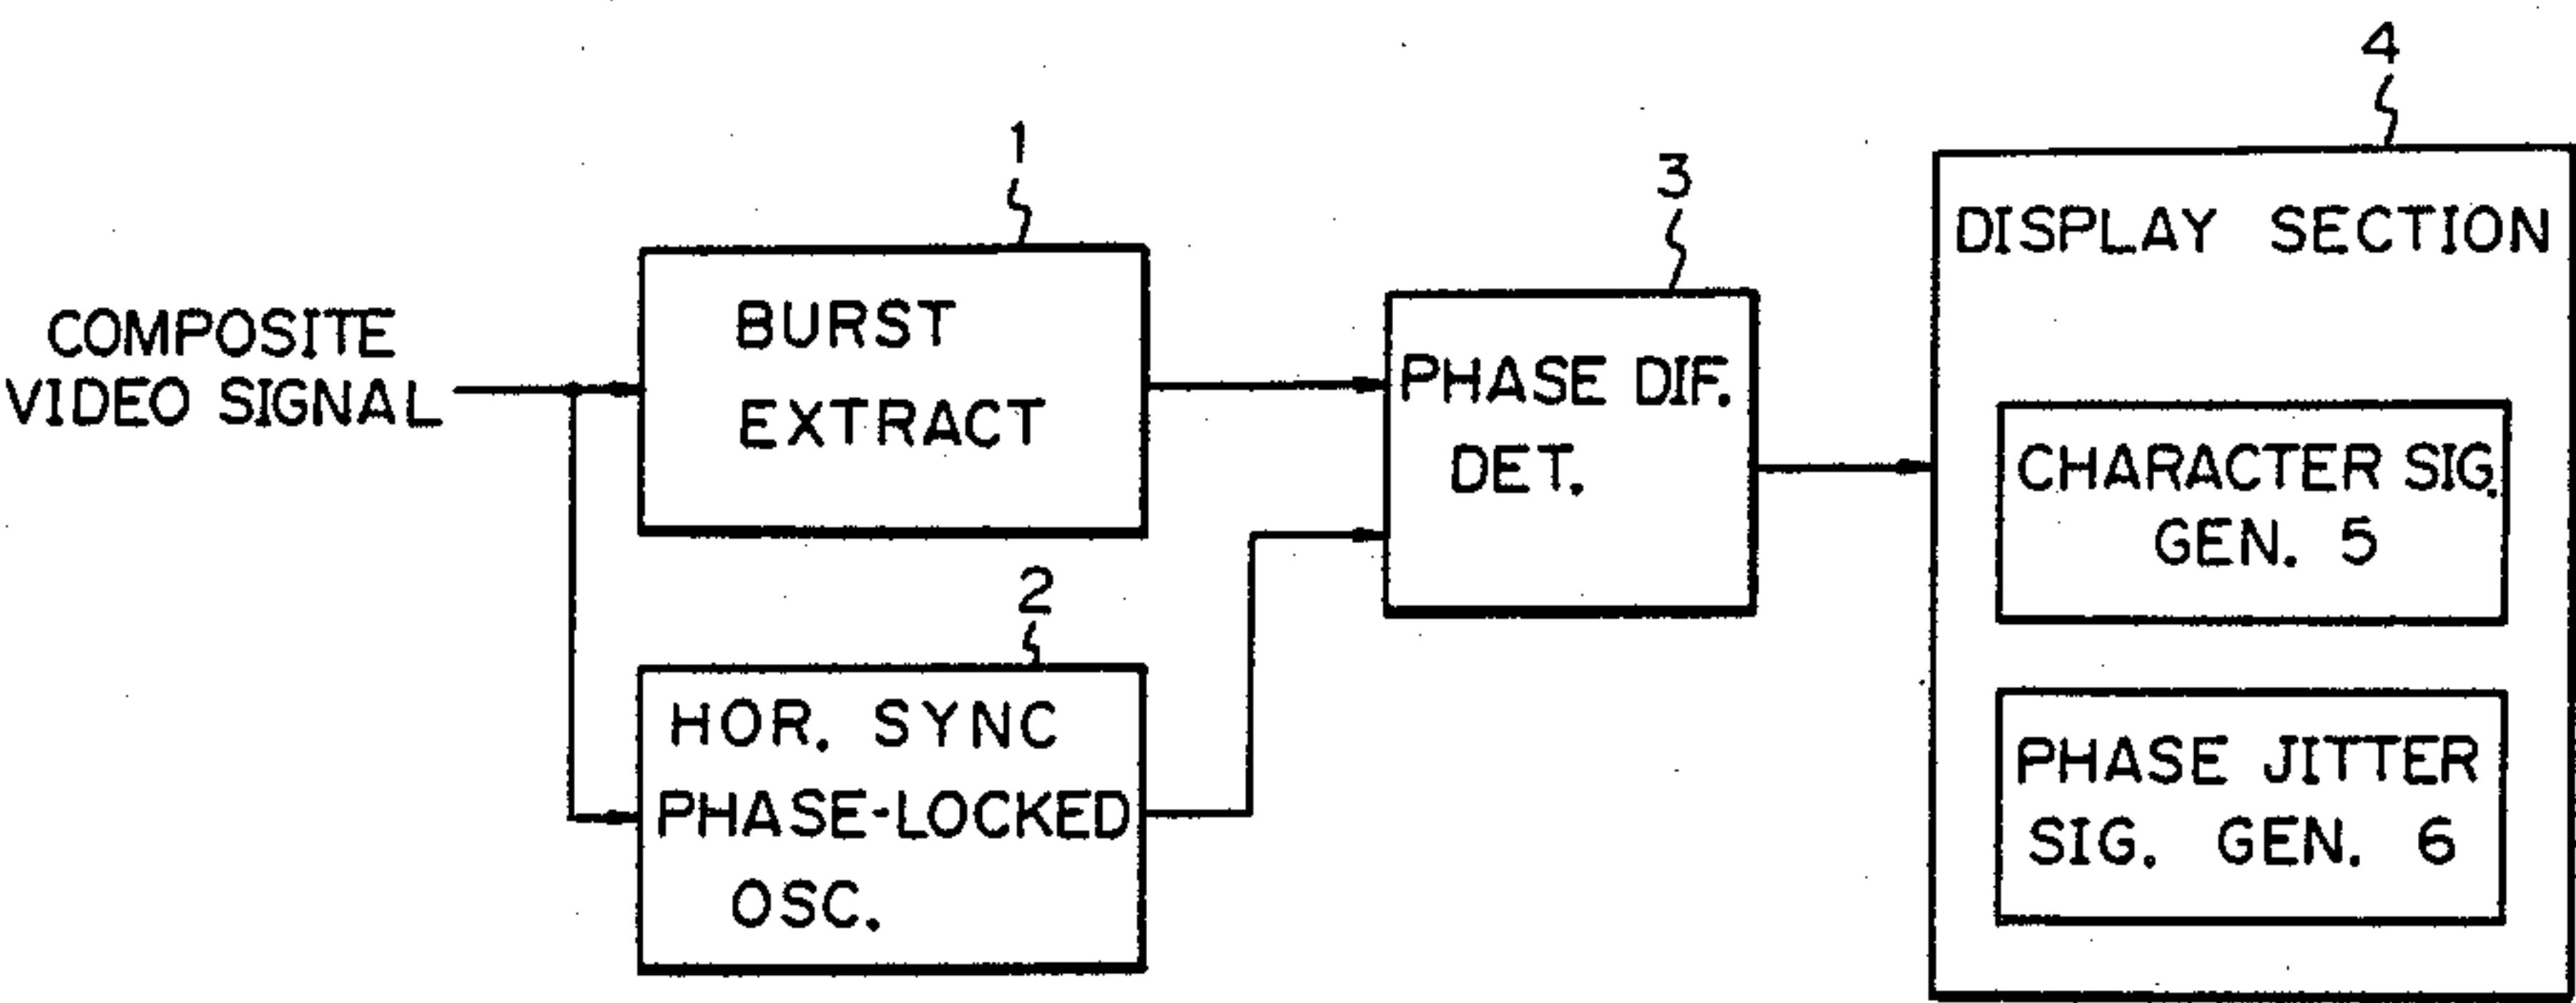 COMPOSITE
VIDEO SIGNAL
1
BURST
EXTRACT
2
HOR. SYNC
PHASE-LOCKED
OSC.
3
PHASE DIF.
DET.
4
DISPLAY SECTION
CHARACTER SIG.
GEN. 5
PHASE JITTER
SIG. GEN. 6